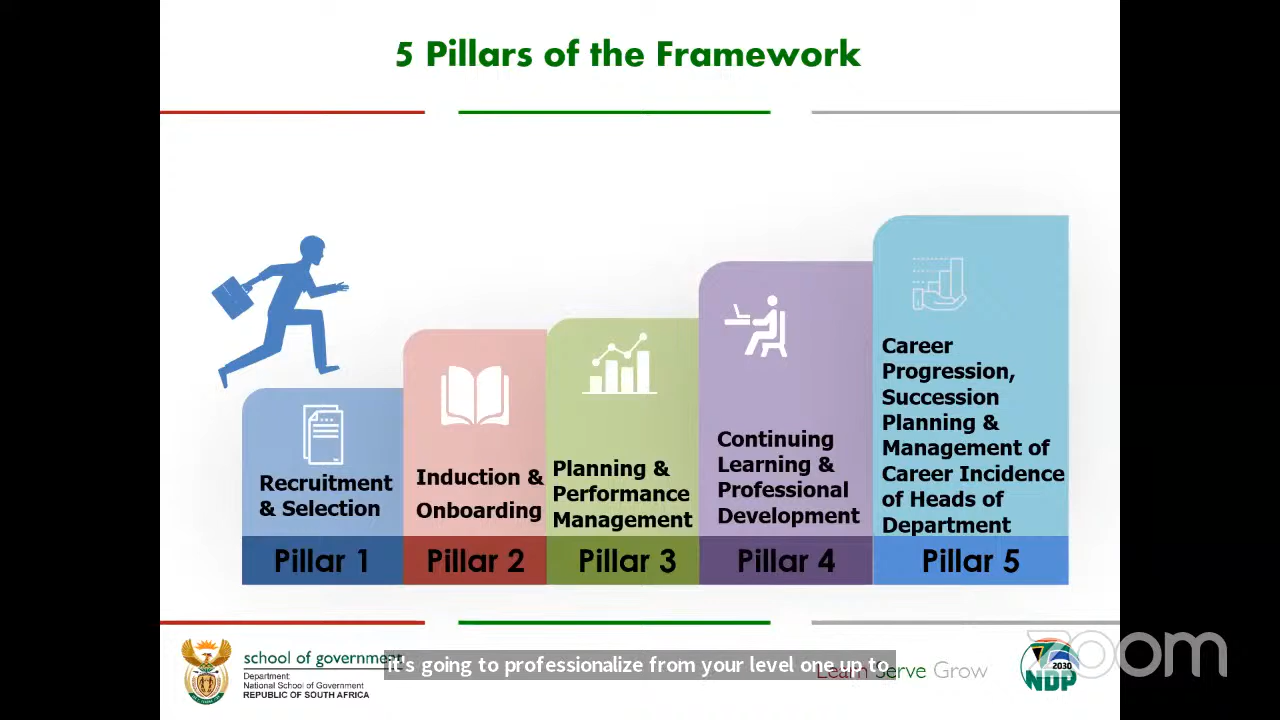 5 Pillars of the Framework
Recruitment
& Selection
Pillar 1
Induction &
Onboarding
Pillar 2
Planning &
Performance
Management
Pillar 3
Continuing
Learning &
Professional
Development
Pillar 4
Career
Progression,
Succession
Planning &
Management of
Career Incidence
of Heads of
Department
Pillar 5
school of government
Department:
National School of Government
REPUBLIC OF SOUTH AFRICA
it's going to professionalize from your level one up to
Learn Serve Grow
2030
NDP
zoom